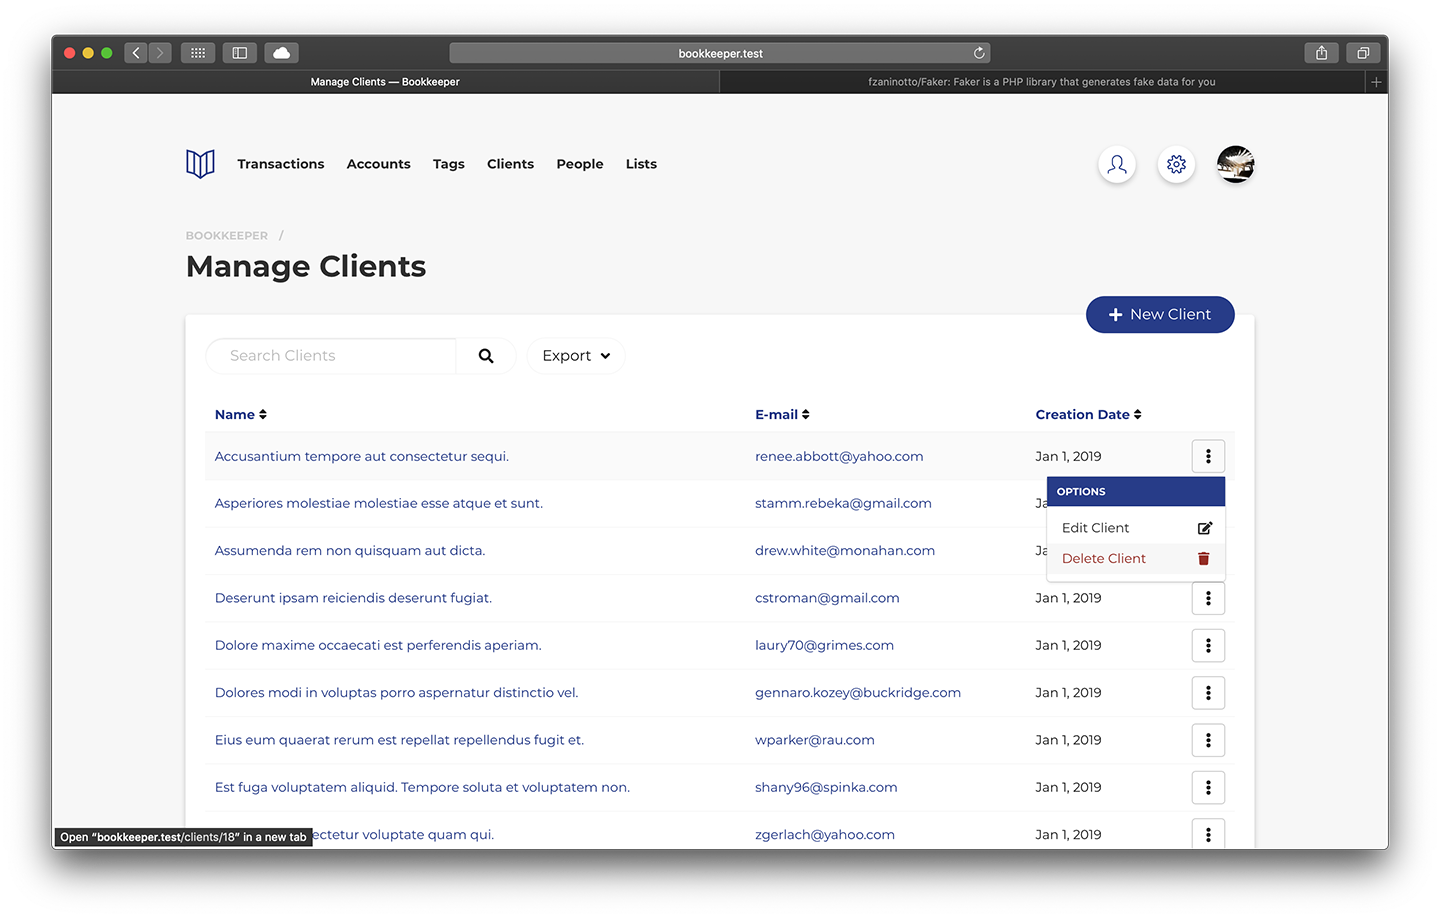 bookkeeper.test
Manage Clients — Bookkeeper
fzaninotto/Faker: Faker is a PHP library that generates fake data for you
Transactions Accounts Tags Clients People Lists
BOOKKEEPER /
Manage Clients
+ New Client
Search Clients
Export
Name E-mail Creation Date
Accusantium tempore aut consectetur sequi. renee.abbott@yahoo.com Jan 1, 2019
Asperiores molestiae molestiae esse atque et sunt. stamm.rebeka@gmail.com Ja
OPTIONS
Edit Client
Assumenda rem non quisquam aut dicta. drew.white@monahan.com Ja
Delete Client
Deserunt ipsam reiciendis deserunt fugiat. cstroman@gmail.com Jan 1, 2019
Dolore maxime occaecati est perferendis aperiam. laury70@grimes.com Jan 1, 2019
Dolores modi in voluptas porro aspernatur distinctio vel. gennaro.kozey@buckridge.com Jan 1, 2019
Eius eum quaerat rerum est repellat repellendus fugit et. wparker@rau.com Jan 1, 2019
Est fuga voluptatem aliquid. Tempore soluta et voluptatem non. shany96@spinka.com Jan 1, 2019
ectetur voluptate quam qui. zgerlach@yahoo.com Jan 1, 2019
Open “bookkeeper.test/clients/18” in a new tab